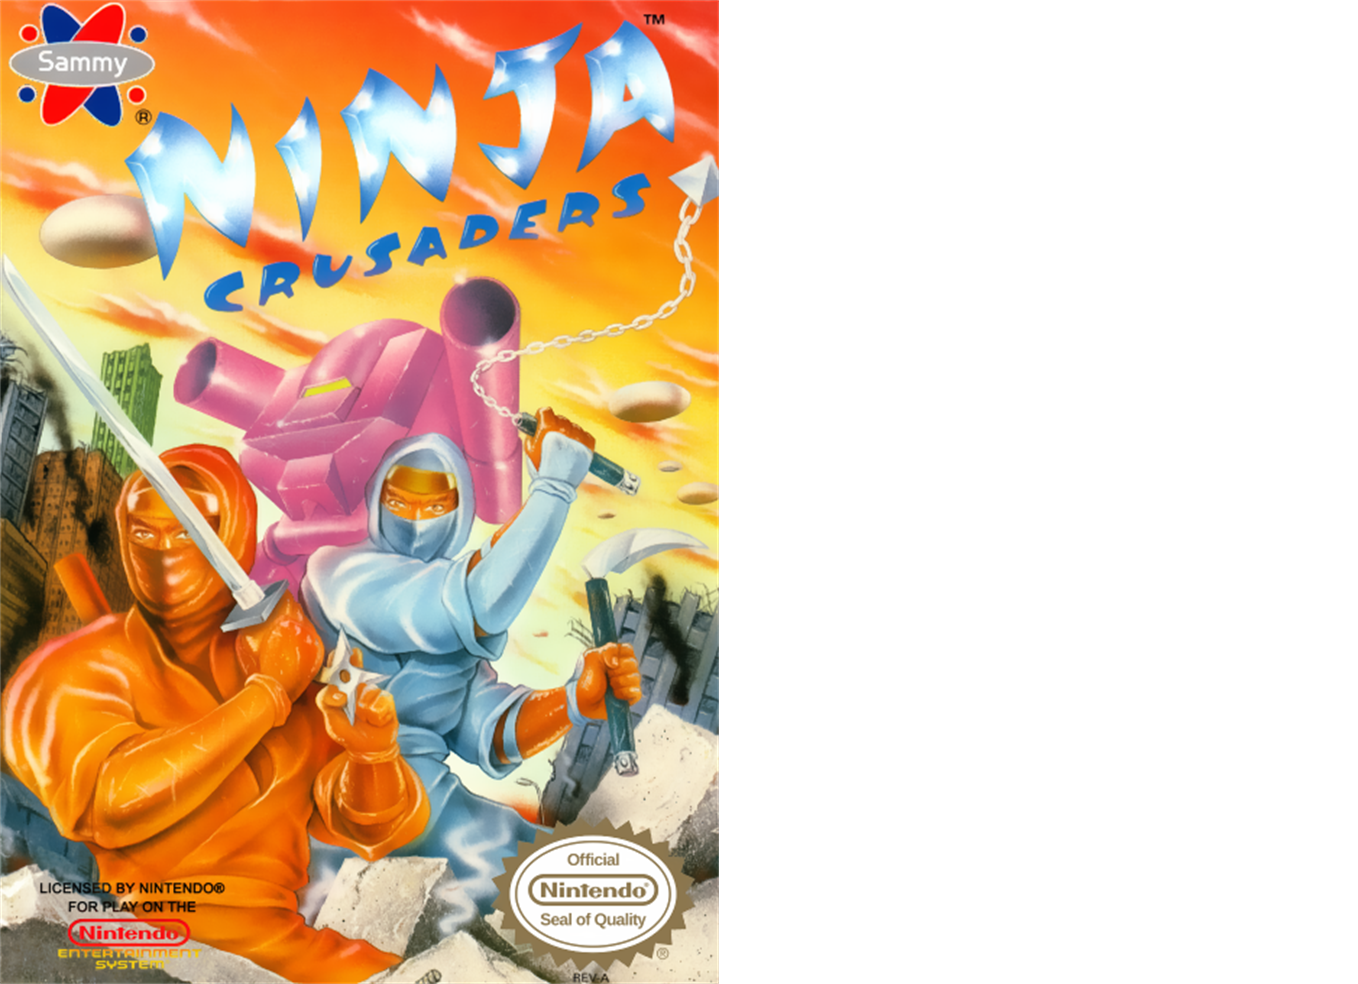 Sammy
®
TM
NINJA
CRUSADERS
LICENSED BY NINTENDO®
FOR PLAY ON THE
Nintendo
ENTERTAINMENT
SYSTEM
Official
Nintendo®
Seal of Quality
®
REV-A